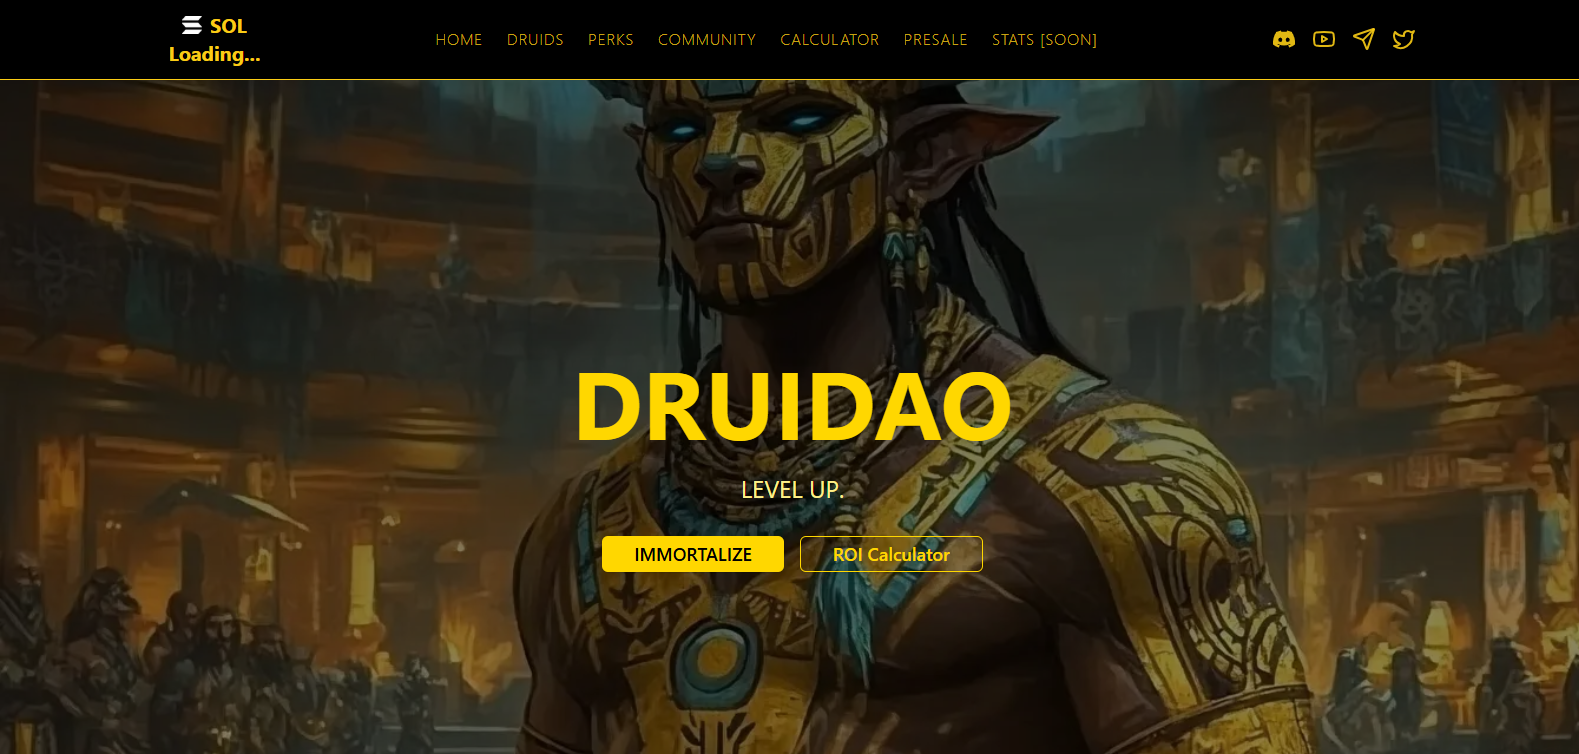 SOL
Loading...
HOME DRUIDS PERKS COMMUNITY CALCULATOR PRESALE STATS [SOON]
DRUIDAO
LEVEL UP.
IMMORTALIZE ROI Calculator